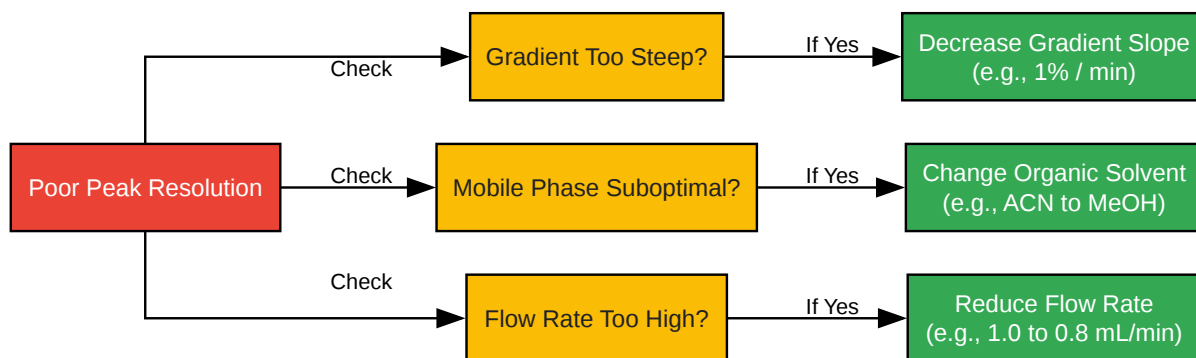 Gradient Too Steep?
If Yes
Decrease Gradient Slope
(e.g., 1% / min)
Check
Poor Peak Resolution
Check
Mobile Phase Suboptimal?
If Yes
Change Organic Solvent
(e.g., ACN to MeOH)
Check
Flow Rate Too High?
If Yes
Reduce Flow Rate
(e.g., 1.0 to 0.8 mL/min)